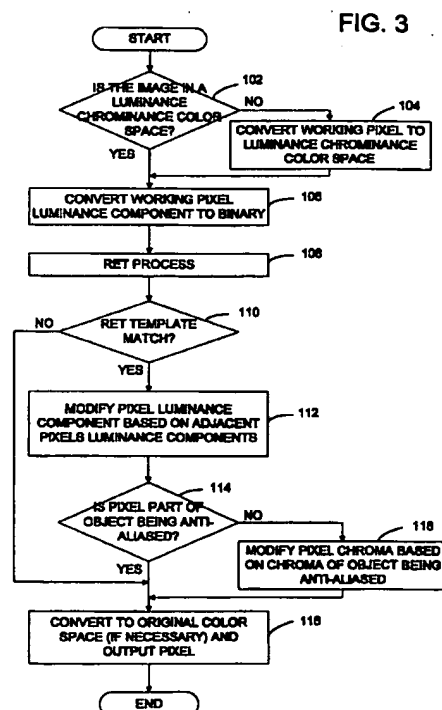 FIG. 3
START
IS THE IMAGE IN A
LUMINANCE
CHROMINANCE COLOR
SPACE?
102
NO
YES
104
CONVERT WORKING PIXEL TO
LUMINANCE CHROMINANCE
COLOR SPACE
CONVERT WORKING PIXEL
LUMINANCE COMPONENT TO BINARY
106
RET PROCESS
108
RET TEMPLATE
MATCH?
110
NO
YES
MODIFY PIXEL LUMINANCE
COMPONENT BASED ON ADJACENT
PIXELS LUMINANCE COMPONENTS
112
IS PIXEL PART OF
OBJECT BEING ANTI-
ALIASED?
114
NO
YES
116
MODIFY PIXEL CHROMA BASED
ON CHROMA OF OBJECT BEING
ANTI-ALIASED
CONVERT TO ORIGINAL COLOR
SPACE (IF NECESSARY) AND
OUTPUT PIXEL
118
END